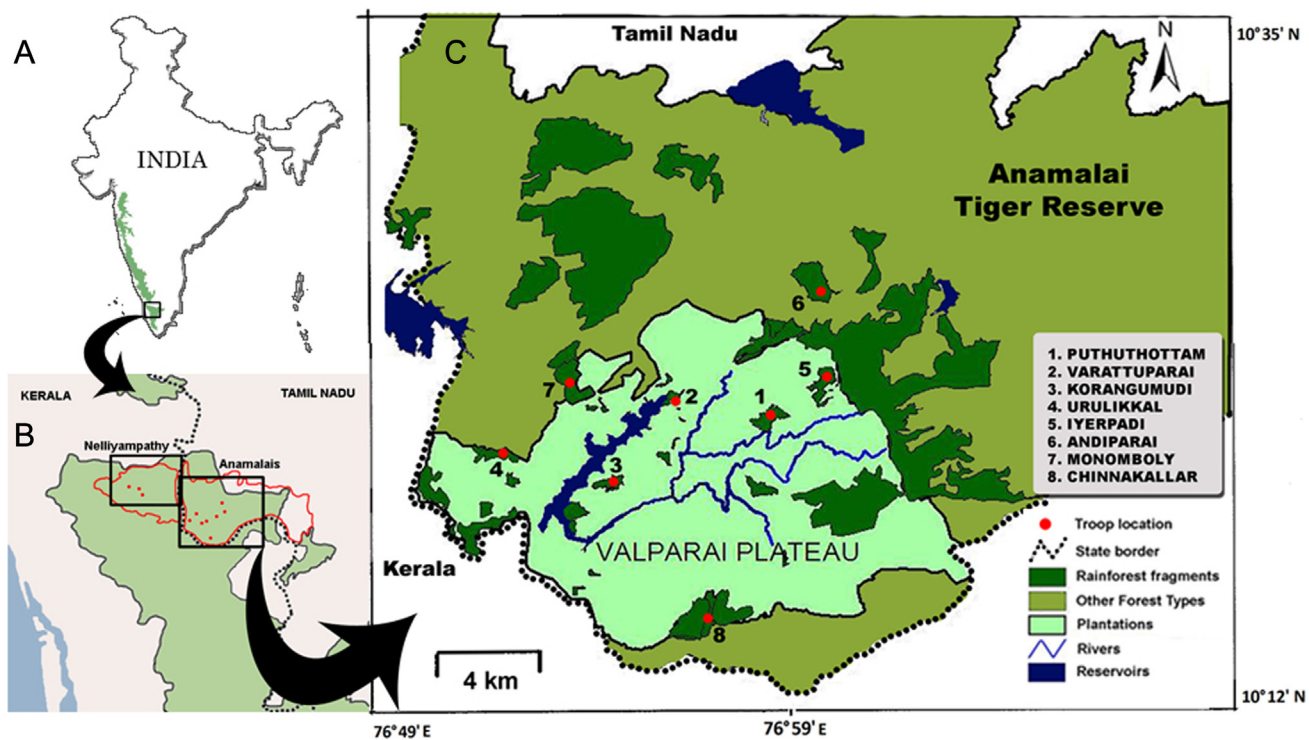 A
INDIA
B
KERALA
TAMIL NADU
Nelliyampathy
Anamalais
C
Tamil Nadu
10°35' N
N
Anamalai
Tiger Reserve
6
5
7
2
1
4
3
VALPARAI PLATEAU
Kerala
8
4 km
1. PUTHUTHOTTAM
2. VARATTUPARAI
3. KORANGUMUDI
4. URULIKKAL
5. IYERPADI
6. ANDIPARAI
7. MONOMBOLY
8. CHINNAKALLAR
Troop location
State border
Rainforest fragments
Other Forest Types
Plantations
Rivers
Reservoirs
10°12' N
76°49' E
76°59' E